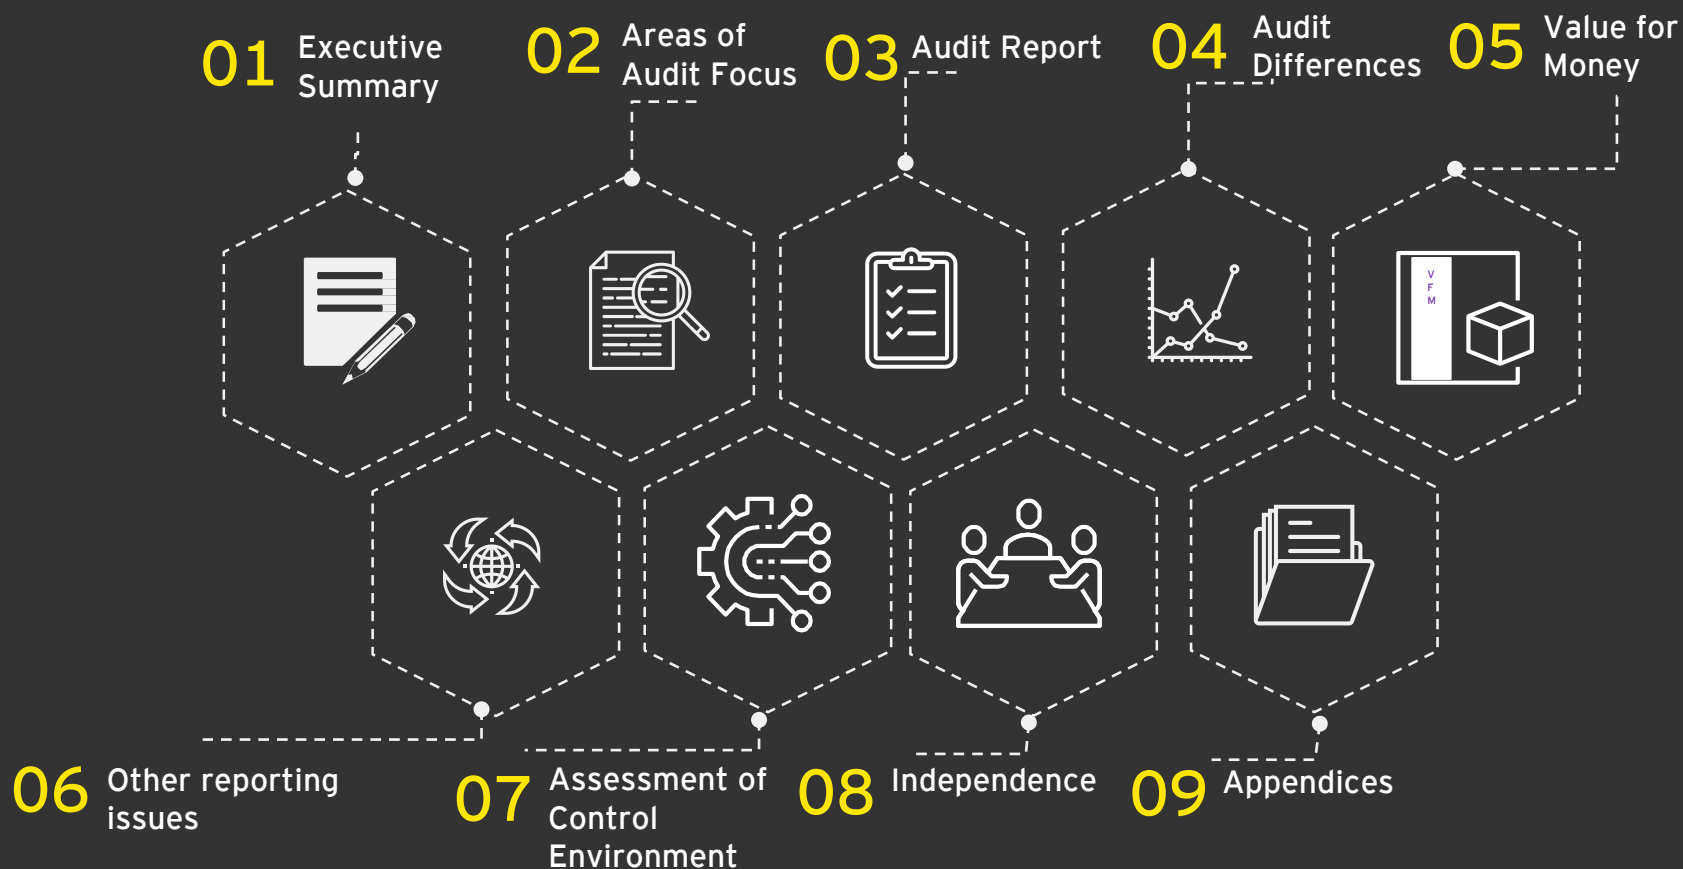 01 Executive
Summary
02 Areas of
Audit Focus
03 Audit Report
04 Audit
Differences
05 Value for
Money
V
F
M
06 Other reporting
issues
07 Assessment of
Control
Environment
08 Independence
09 Appendices